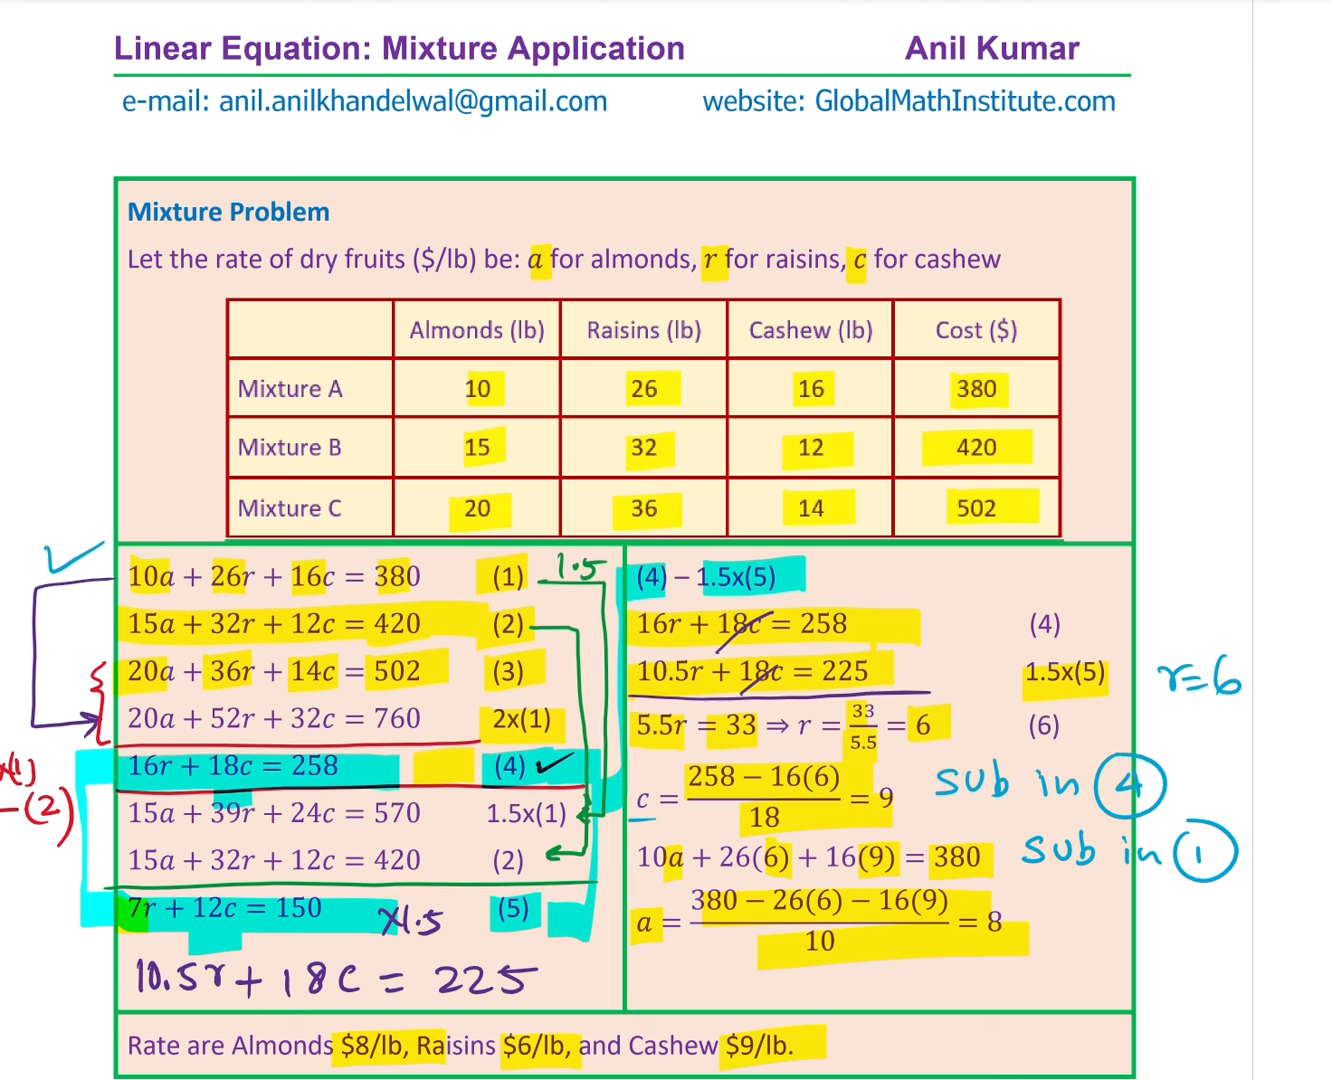 Linear Equation: Mixture Application Anil Kumar
e-mail: anil.anilkhandelwal@gmail.com website: GlobalMathInstitute.com
Mixture Problem
Let the rate of dry fruits ($/lb) be: a for almonds, r for raisins, c for cashew
Almonds (lb) Raisins (lb) Cashew (lb) Cost ($)
Mixture A 10 26 16 380
Mixture B 15 32 12 420
Mixture C 20 36 14 502
10a + 26r + 16c = 380 (1) 1.5
15a + 32r + 12c = 420 (2)
20a + 36r + 14c = 502 (3)
20a + 52r + 32c = 760 2x(1)
16r + 18c = 258 (4)
-(2)
15a + 39r + 24c = 570 1.5x(1)
15a + 32r + 12c = 420 (2)
7r + 12c = 150 x1.5 (5)
10.5r + 18c = 225
(4) – 1.5x(5)
16r + 18c = 258 (4)
10.5r + 18c = 225 1.5x(5) r=6
5.5r = 33 ⇒ r = 33/5.5 = 6 (6)
c = (258 − 16(6))/18 = 9 sub in (4)
10a + 26(6) + 16(9) = 380 sub in (1)
a = (380 − 26(6) − 16(9))/10 = 8
Rate are Almonds $8/lb, Raisins $6/lb, and Cashew $9/lb.